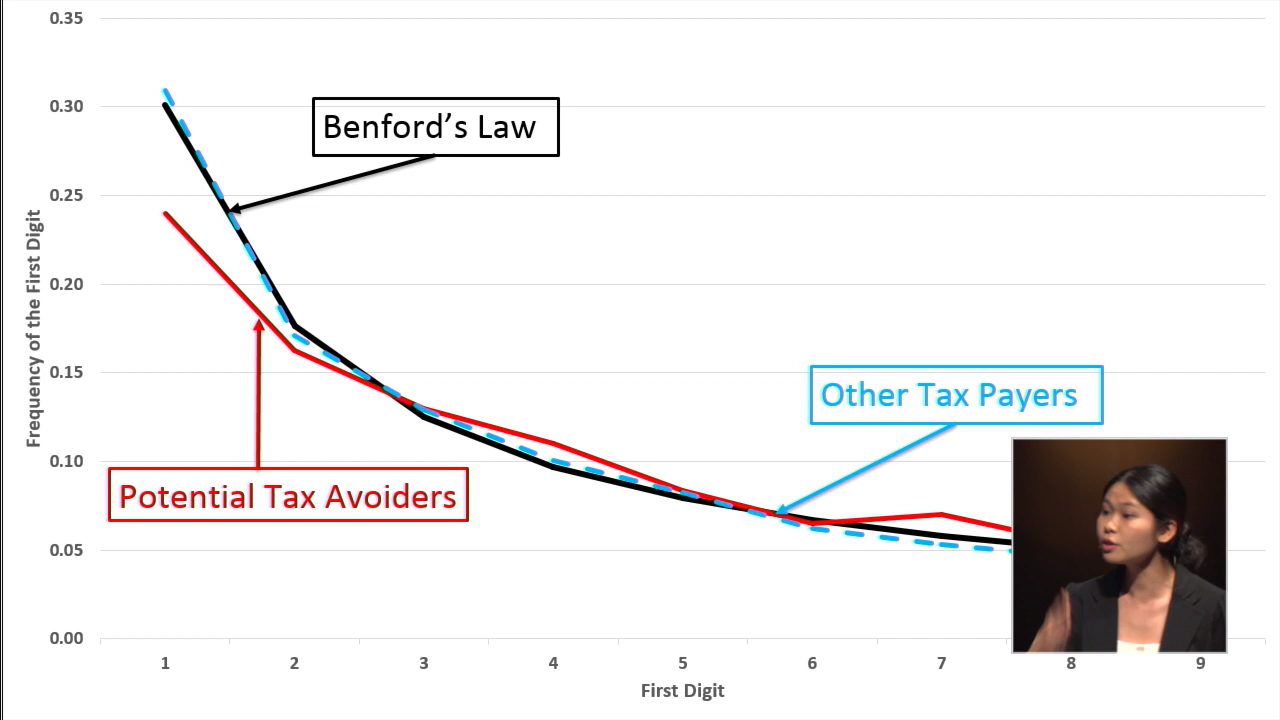 0.35
0.30
0.25
0.20
0.15
0.10
0.05
0.00
Frequency of the First Digit
Benford's Law
Other Tax Payers
Potential Tax Avoiders
1 2 3 4 5 6 7 8 9
First Digit